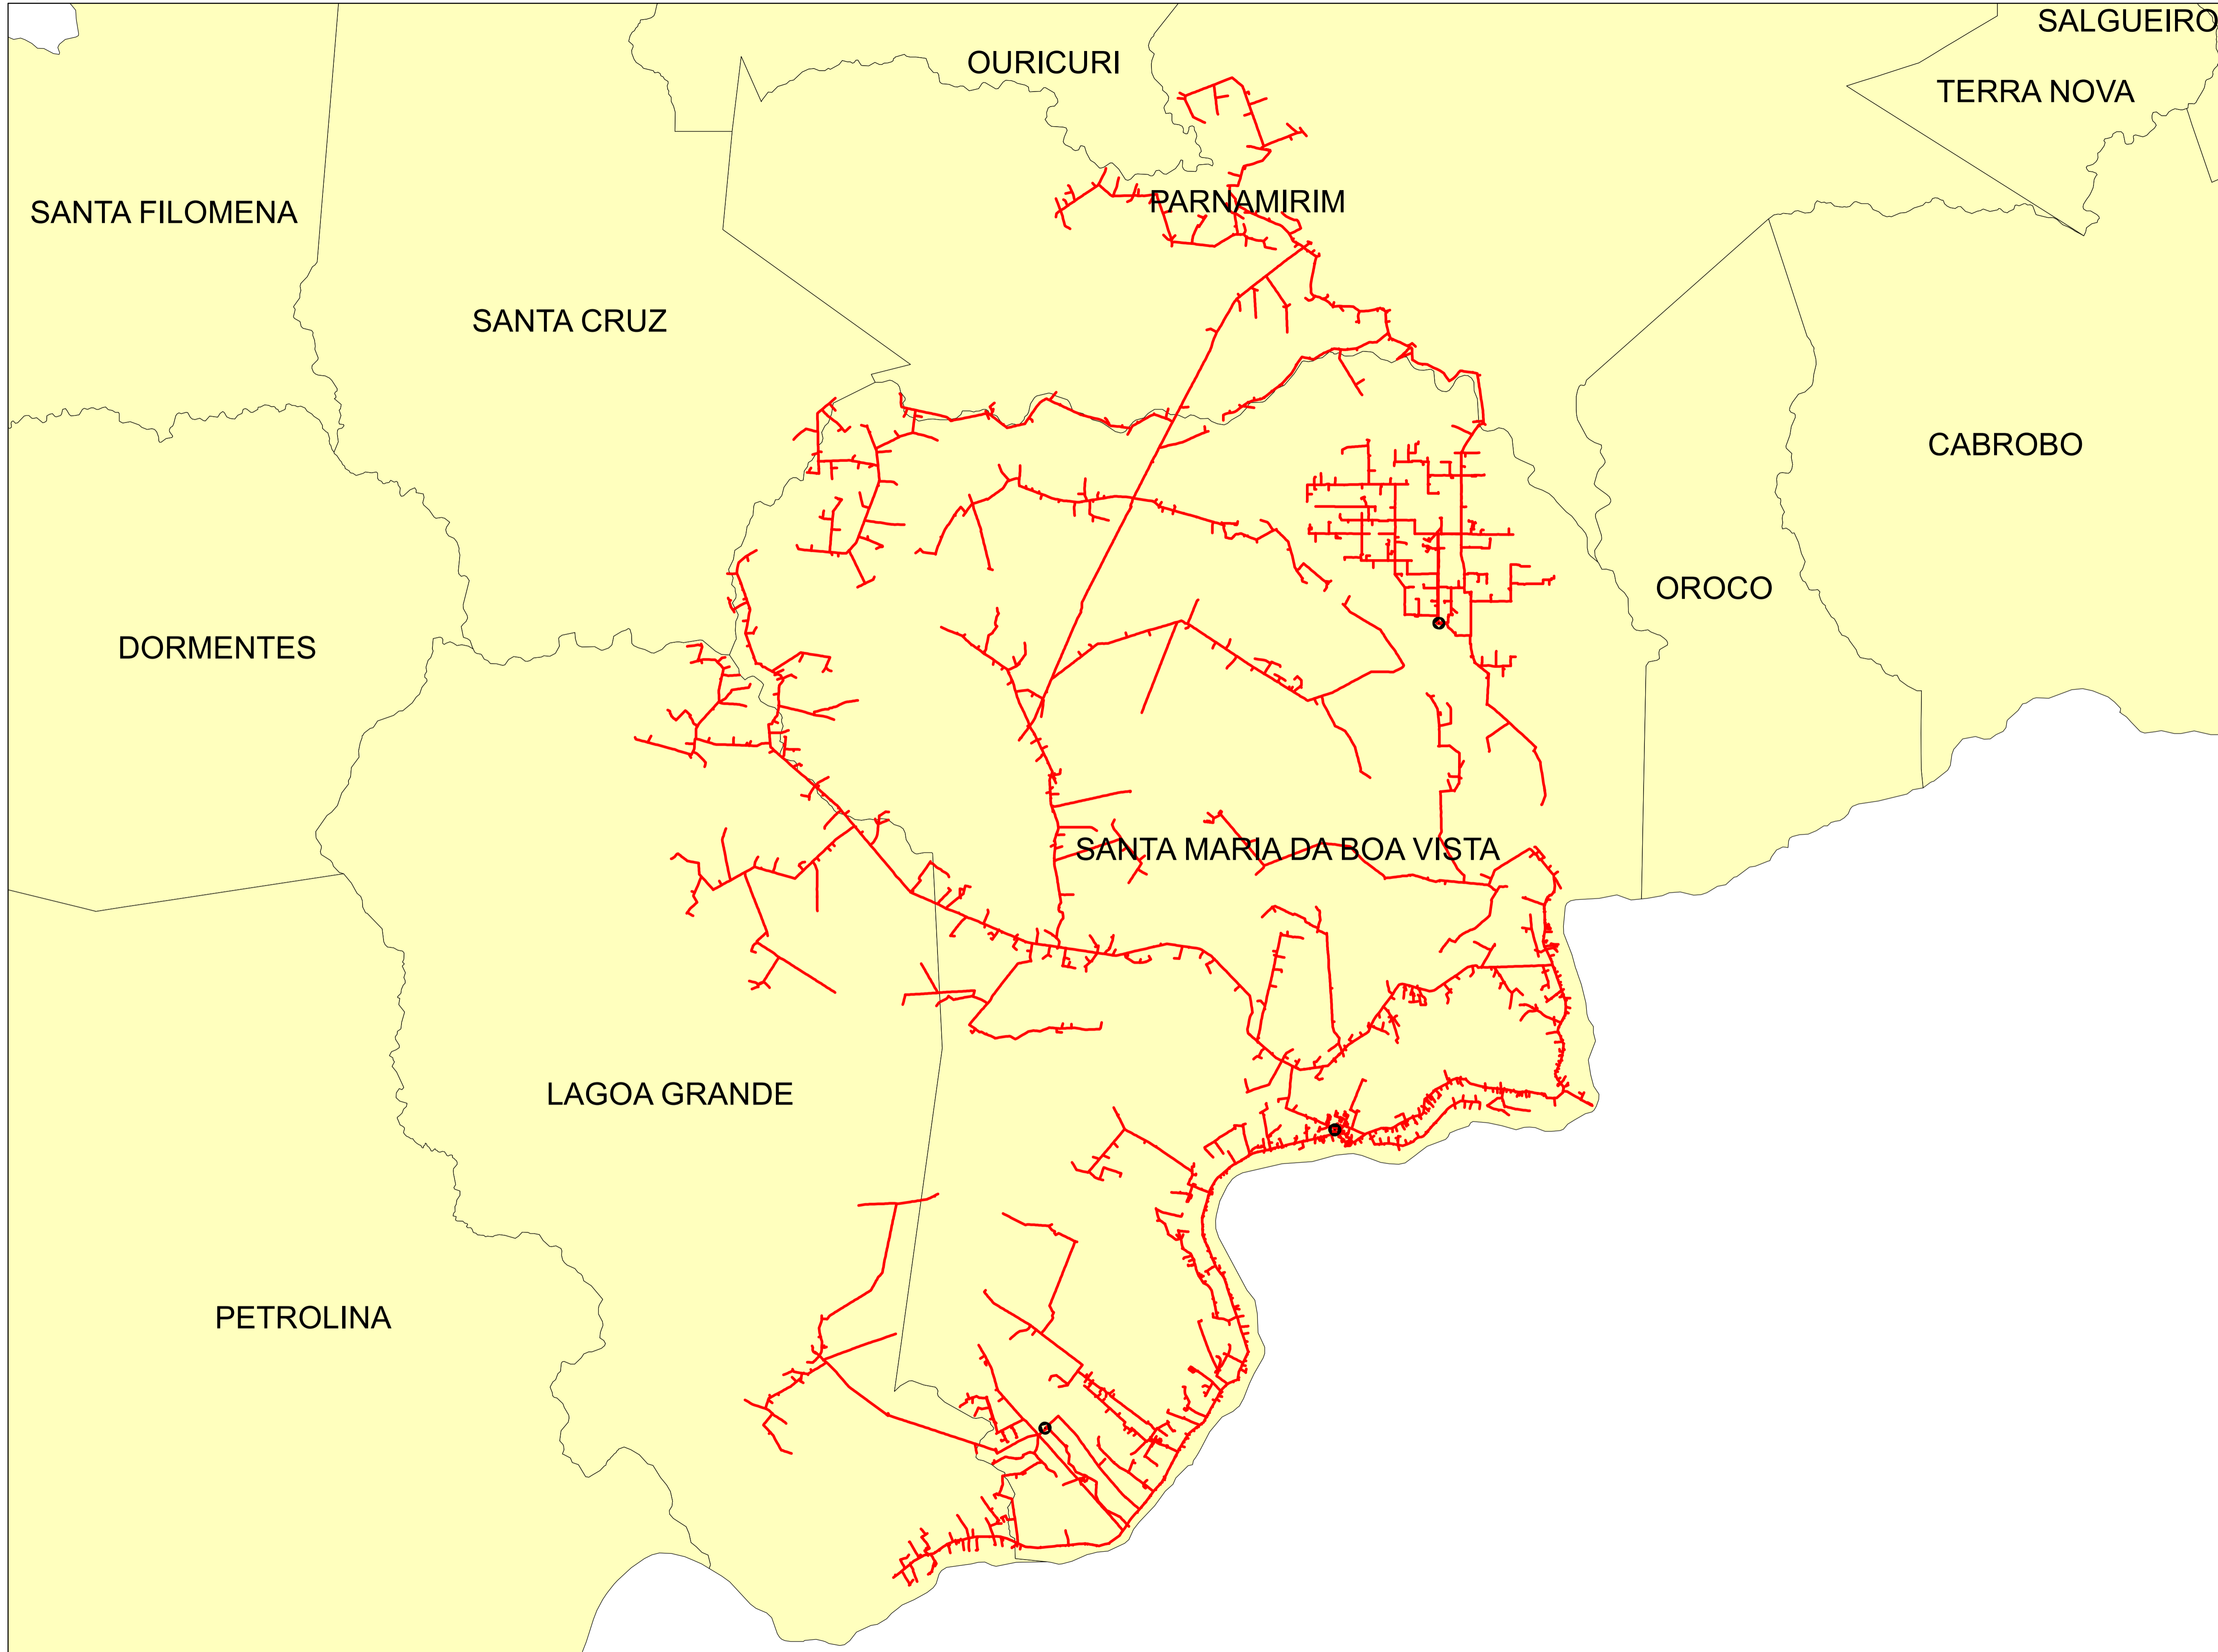 SALGUEIRO
OURICURI
TERRA NOVA
PARNAMIRIM
SANTA FILOMENA
SANTA CRUZ
CABROBO
OROCO
DORMENTES
SANTA MARIA DA BOA VISTA
LAGOA GRANDE
PETROLINA